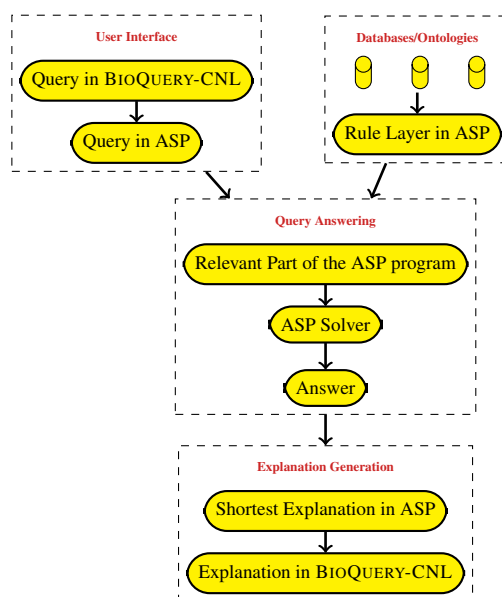 User Interface
Query in BIOQUERY-CNL
Query in ASP
Databases/Ontologies
Rule Layer in ASP
Query Answering
Relevant Part of the ASP program
ASP Solver
Answer
Explanation Generation
Shortest Explanation in ASP
Explanation in BIOQUERY-CNL